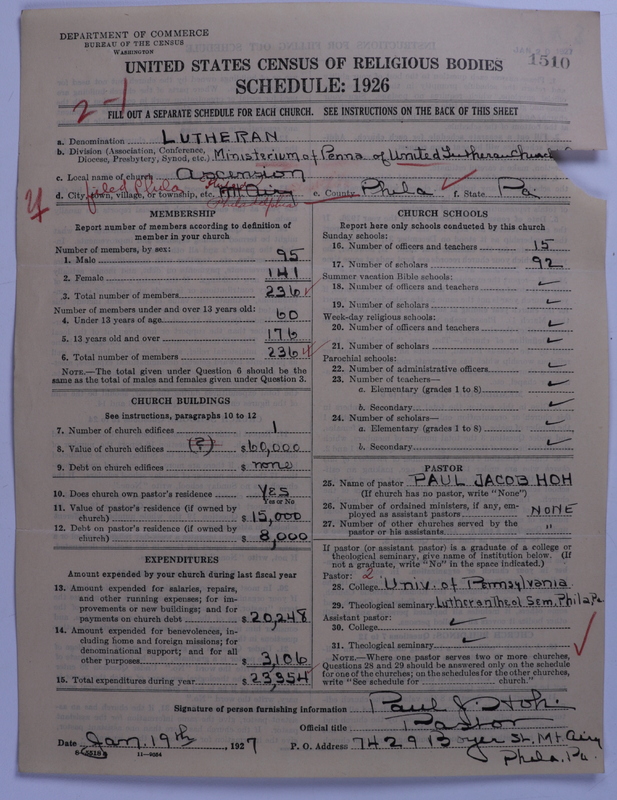 DEPARTMENT OF COMMERCE
BUREAU OF THE CENSUS
WASHINGTON
1510
UNITED STATES CENSUS OF RELIGIOUS BODIES
SCHEDULE: 1926
2-1
FILL OUT A SEPARATE SCHEDULE FOR EACH CHURCH. SEE INSTRUCTIONS ON THE BACK OF THIS SHEET
a. Denomination LUTHERAN
b. Division (Association, Conference, Diocese, Presbytery, Synod, etc.) Ministerium of Penna. of United Lutheran Church
c. Local name of church Ascension
filed Phila
d. City, town, village, or township, etc. Mt Airy Philadelphia e. County Phila f. State Pa.
MEMBERSHIP
Report number of members according to definition of
member in your church
Number of members, by sex:
1. Male 95
2. Female 141
3. Total number of members 236
Number of members under and over 13 years old:
4. Under 13 years of age 60
5. 13 years old and over 176
6. Total number of members 236
NOTE.—The total given under Question 6 should be
same as the total of males and females given under Question 3.
CHURCH BUILDINGS
See instructions, paragraphs 10 to 12
7. Number of church edifices 1
8. Value of church edifices (?) $60,000
9. Debt on church edifices $ none
10. Does church own pastor's residence Yes
Yes or No
11. Value of pastor's residence (if owned by
church) $15,000
12. Debt on pastor's residence (if owned by
church) $ 8,000
EXPENDITURES
Amount expended by your church during last fiscal year
13. Amount expended for salaries, repairs,
and other running expenses; for im-
provements or new buildings; and for
payments on church debt $20,248
14. Amount expended for benevolences, in-
cluding home and foreign missions; for
denominational support; and for all
other purposes $ 3,106
15. Total expenditures during year $23,354
CHURCH SCHOOLS
Report here only schools conducted by this church
Sunday schools:
16. Number of officers and teachers 15
17. Number of scholars 92
Summer vacation Bible schools:
18. Number of officers and teachers
19. Number of scholars
Week-day religious schools:
20. Number of officers and teachers
21. Number of scholars
Parochial schools:
22. Number of administrative officers
23. Number of teachers—
a. Elementary (grades 1 to 8)
b. Secondary
24. Number of scholars—
a. Elementary (grades 1 to 8)
b. Secondary
PASTOR
25. Name of pastor PAUL JACOB HOH
(If church has no pastor, write "None")
26. Number of ordained ministers, if any, em-
ployed as assistant pastors NONE
27. Number of other churches served by the
pastor or his assistants "
If pastor (or assistant pastor) is a graduate of a college or
theological seminary, give name of institution below. (If
not a graduate, write "No" in the space indicated.)
Pastor: 2
28. College Univ. of Pennsylvania
29. Theological seminary Lutheran Theol. Sem. Phila Pa
Assistant pastor:
30. College
31. Theological seminary
NOTE.—Where one pastor serves two or more churches,
Questions 28 and 29 should be answered only on the schedule
for one of the churches; on the schedules for the other churches,
write "See schedule for church."
Signature of person furnishing information Paul J. Hoh
Official title Pastor
Date Jan. 19th, 1927 P. O. Address 7429 Boyer St. Mt Airy
Phila. Pa.
8-5518 11—9054